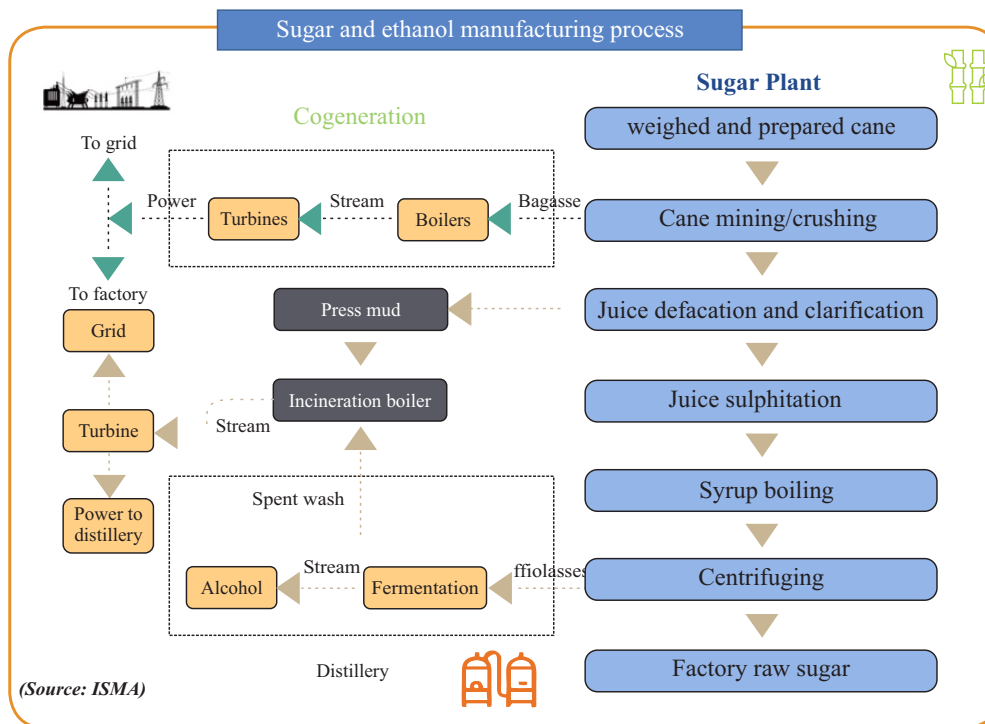 Sugar and ethanol manufacturing process
Sugar Plant
Cogeneration
weighed and prepared cane
To grid
Power
Turbines
Stream
Boilers
Bagasse
Cane mining/crushing
To factory
Grid
Press mud
Juice defacation and clarification
Turbine
Stream
Incineration boiler
Juice sulphitation
Power to
distillery
Spent wash
Syrup boiling
Alcohol
Stream
Fermentation
ffiolasses
Centrifuging
Distillery
Factory raw sugar
(Source: ISMA)